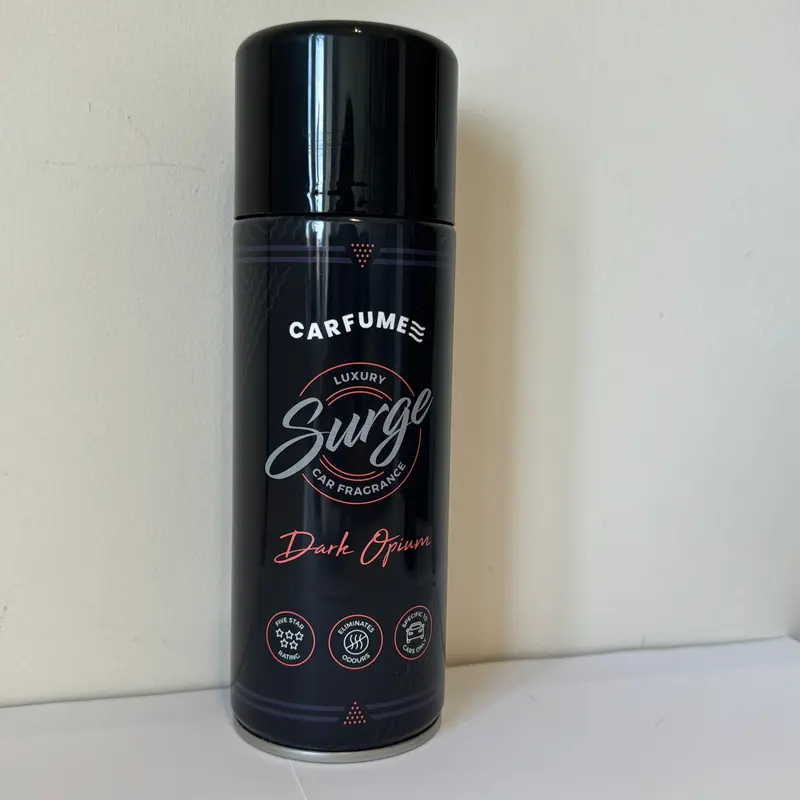 CARFUME
LUXURY
Surge
CAR FRAGRANCE
Dark Opium
FIVE STAR
RATING
ELIMINATES
ODOURS
SPECIFIC TO
CARS ONLY